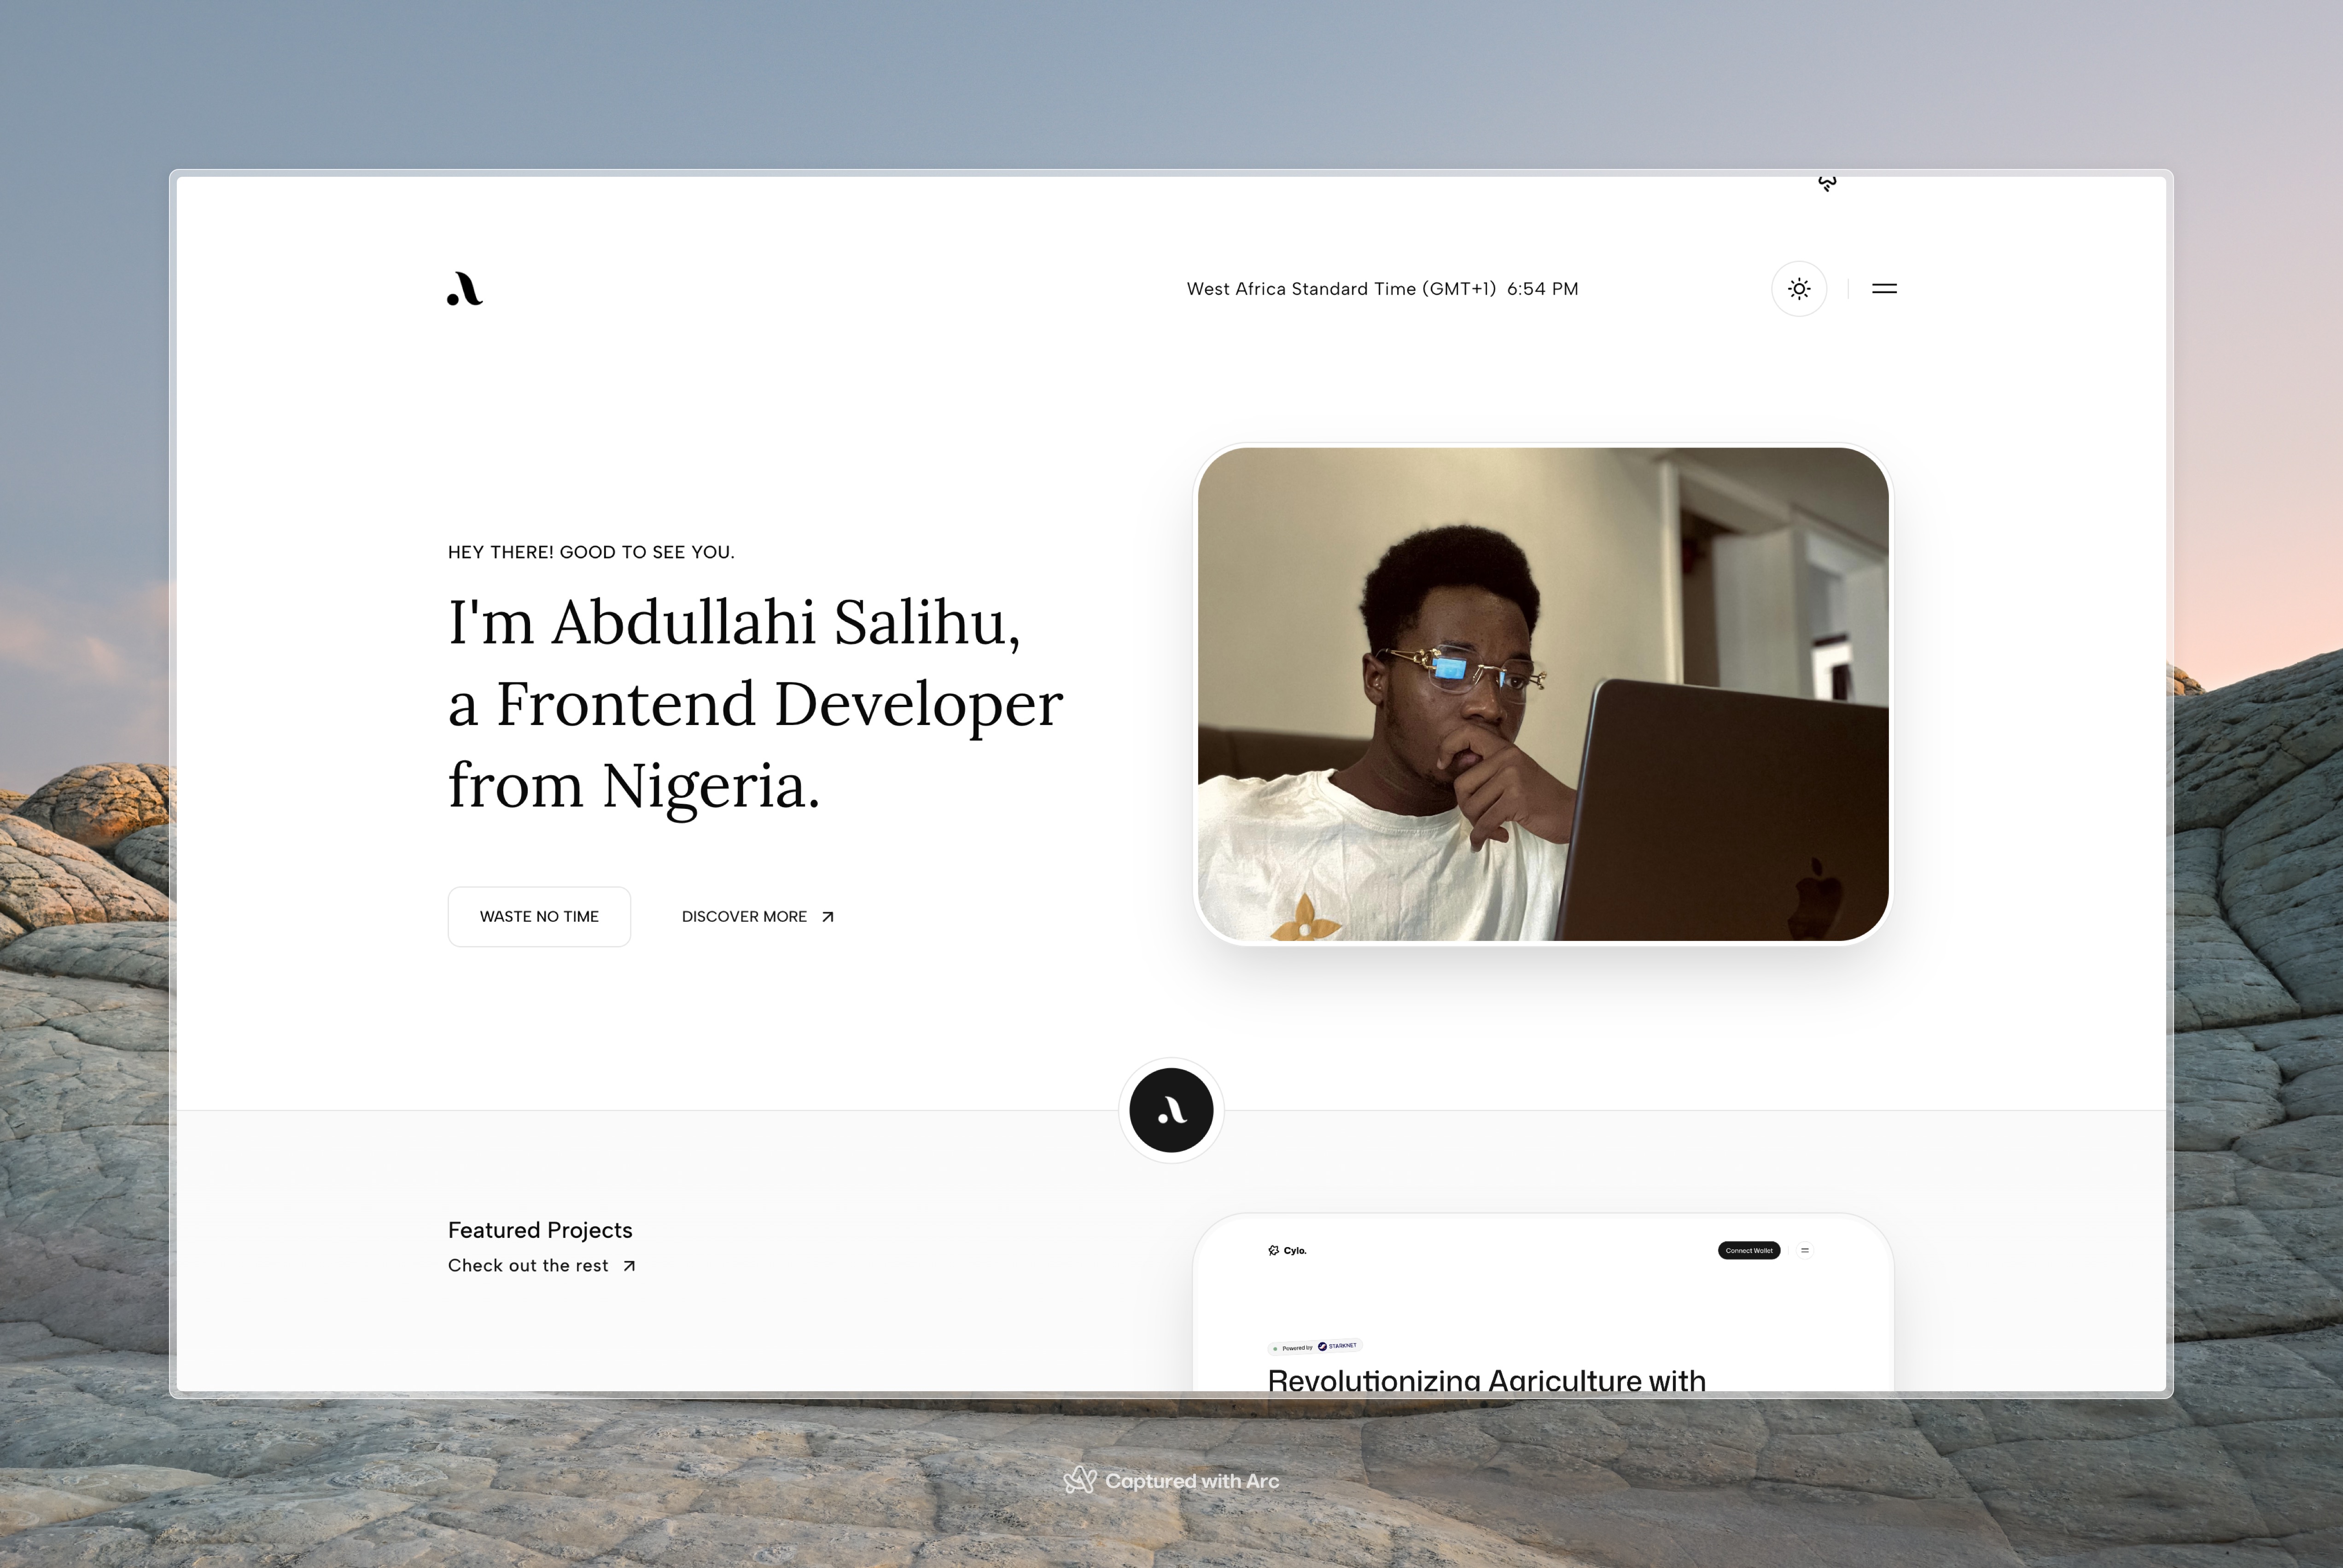 West Africa Standard Time (GMT+1) 6:54 PM
HEY THERE! GOOD TO SEE YOU.
I'm Abdullahi Salihu,
a Frontend Developer
from Nigeria.
WASTE NO TIME
DISCOVER MORE
Featured Projects
Check out the rest
Cylo.
Connect Wallet
Powered by STARKNET
Revolutionizing Agriculture with
Captured with Arc